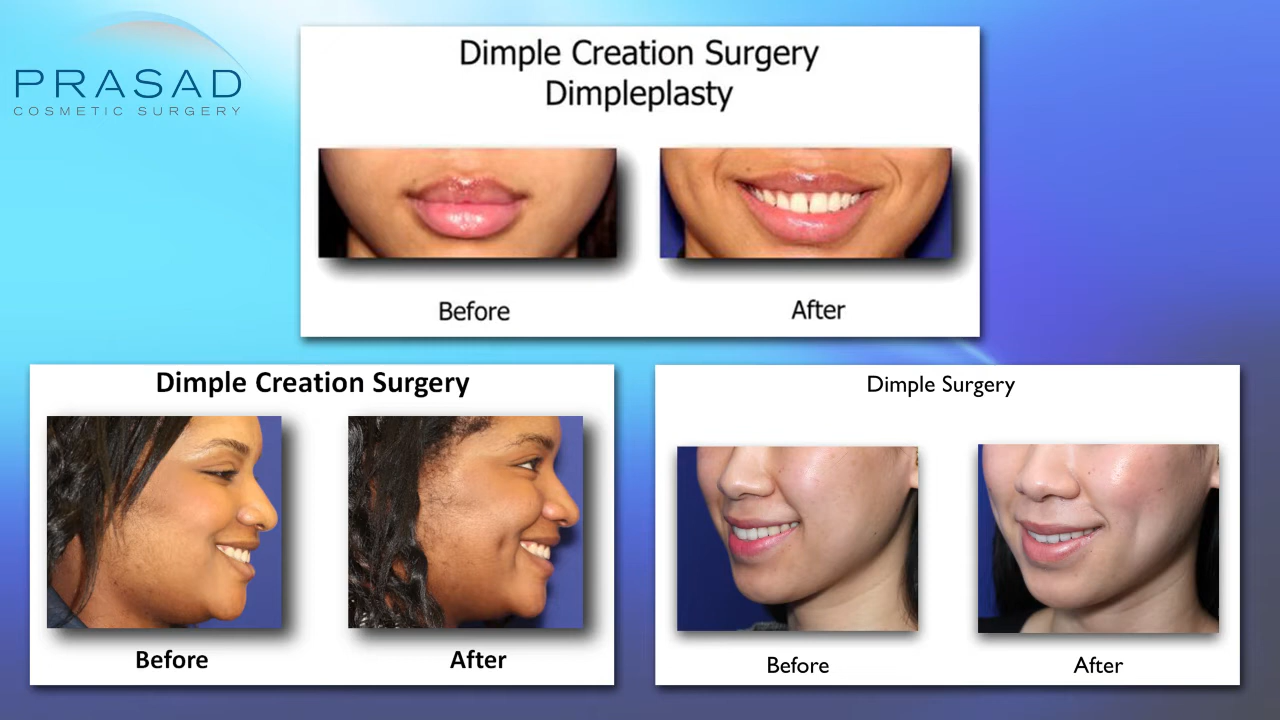 PRASAD
COSMETIC SURGERY
Dimple Creation Surgery
Dimpleplasty
Before
After
Dimple Creation Surgery
Before
After
Dimple Surgery
Before
After